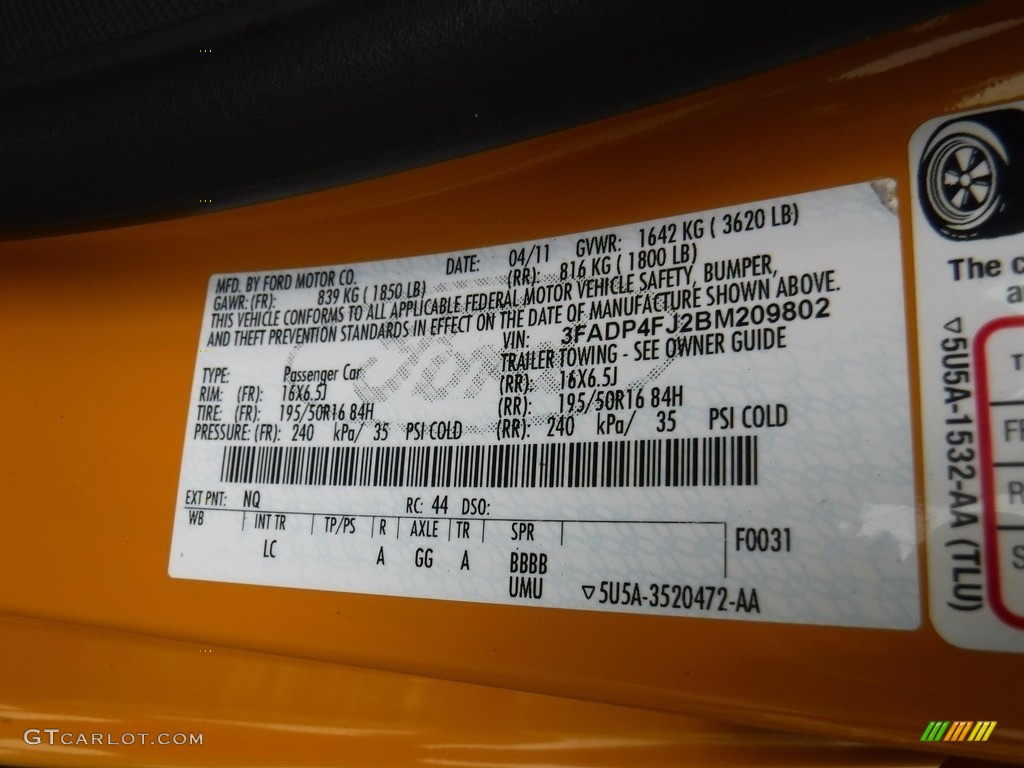 MFD. BY FORD MOTOR CO. DATE: 04/11 GVWR: 1642 KG ( 3620 LB)
GAWR: (FR): 839 KG ( 1850 LB) (RR): 816 KG ( 1800 LB)
THIS VEHICLE CONFORMS TO ALL APPLICABLE FEDERAL MOTOR VEHICLE SAFETY, BUMPER,
AND THEFT PREVENTION STANDARDS IN EFFECT ON THE DATE OF MANUFACTURE SHOWN ABOVE.
VIN: 3FADP4FJ2BM209802
TYPE: Passenger Car TRAILER TOWING - SEE OWNER GUIDE
RIM: (FR): 16X6.5J (RR): 16X6.5J
TIRE: (FR): 195/50R16 84H (RR): 195/50R16 84H
PRESSURE: (FR): 240 kPa/ 35 PSI COLD (RR): 240 kPa/ 35 PSI COLD
EXT PNT: NQ RC: 44 DSO:
WB INT TR TP/PS R AXLE TR SPR F0031
LC A GG A BBBB
UMU ▽5U5A-3520472-AA
The c
a
▽5U5A-1532-AA (TLU)
T
FR
R
S
GTCARLOT.COM